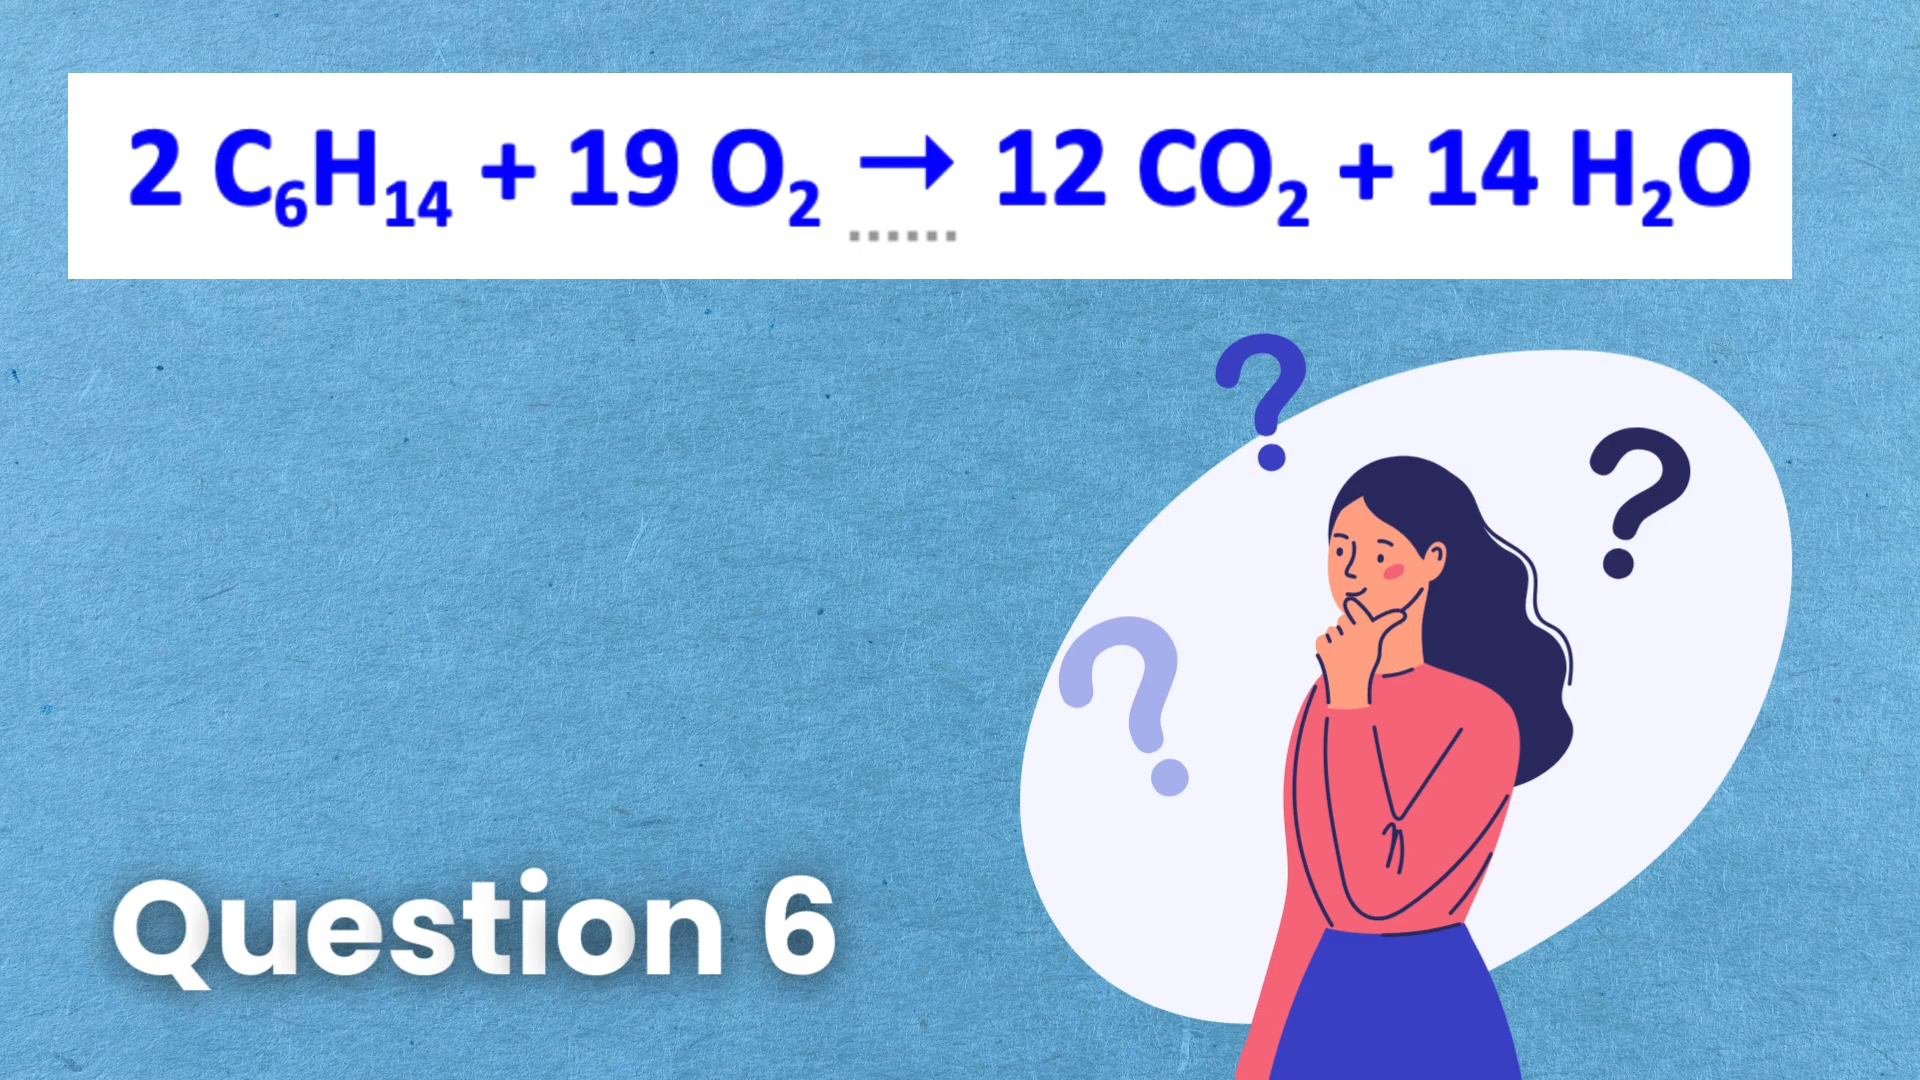 2 C₆H₁₄ + 19 O₂ → 12 CO₂ + 14 H₂O
?
?
?
Question 6